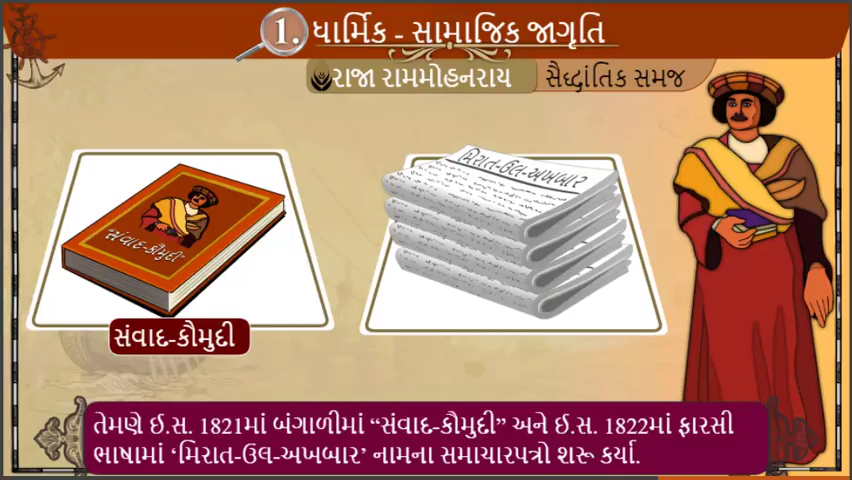 1. ધાર્મિક - સામાજિક જાગૃતિ
રાજા રામમોહનરાય
સૈદ્ધાંતિક સમજ
સંવાદ-કૌમુદી
મિરાત-ઉલ-અખબાર
સંવાદ-કૌમુદી
તેમણે ઈ.સ. 1821માં બંગાળીમાં “સંવાદ-કૌમુદી” અને ઈ.સ. 1822માં ફારસી
ભાષામાં ‘મિરાત-ઉલ-અખબાર’ નામના સમાચારપત્રો શરૂ કર્યા.